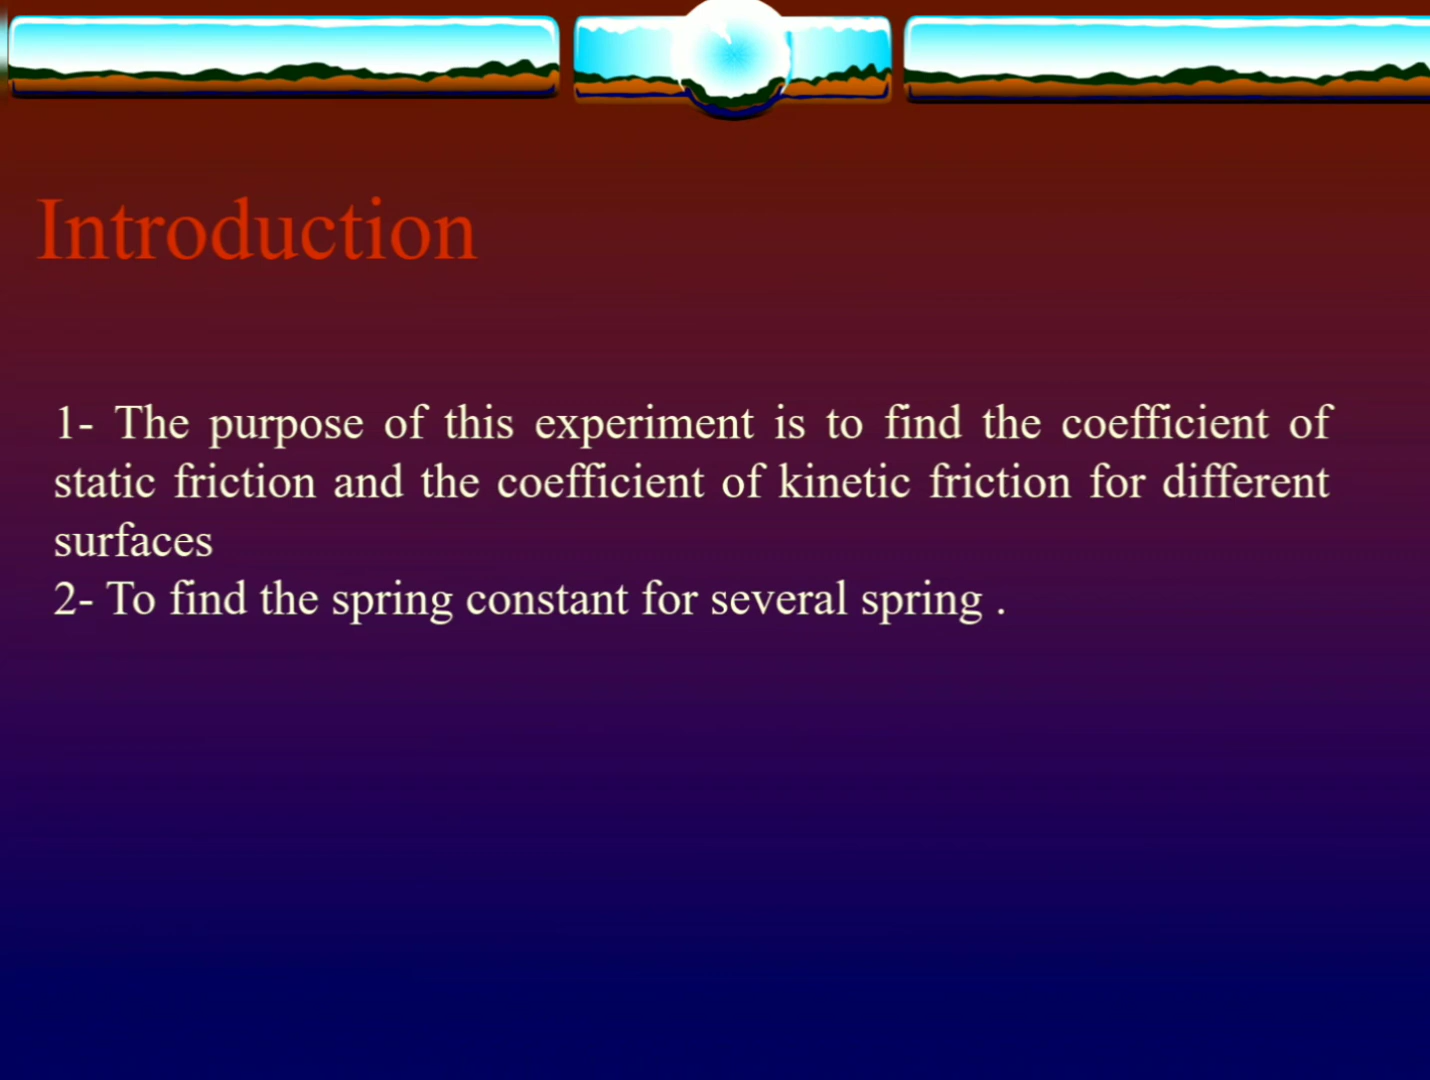 Introduction
1- The purpose of this experiment is to find the coefficient of
static friction and the coefficient of kinetic friction for different
surfaces
2- To find the spring constant for several spring .